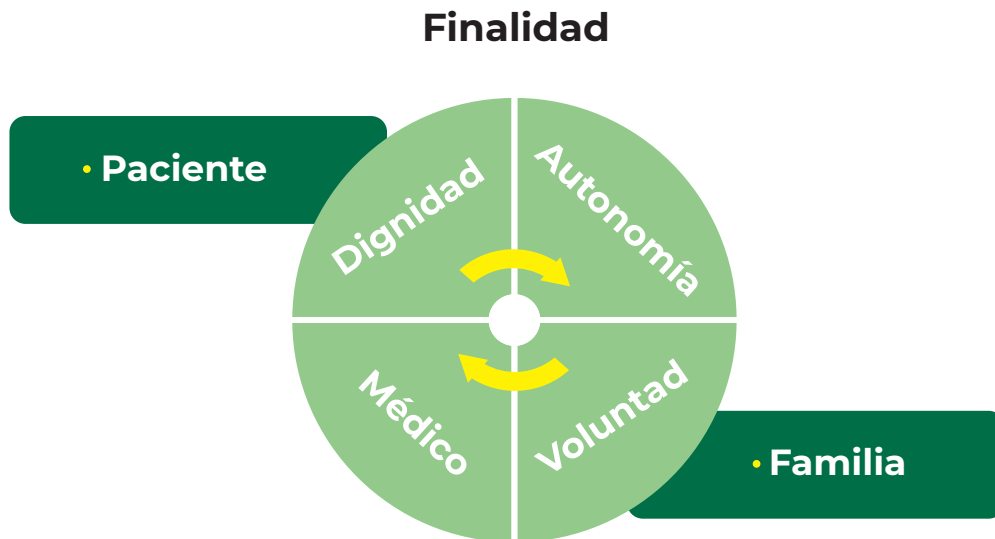 Finalidad
• Paciente
Dignidad
Autonomía
Médico
Voluntad
• Familia